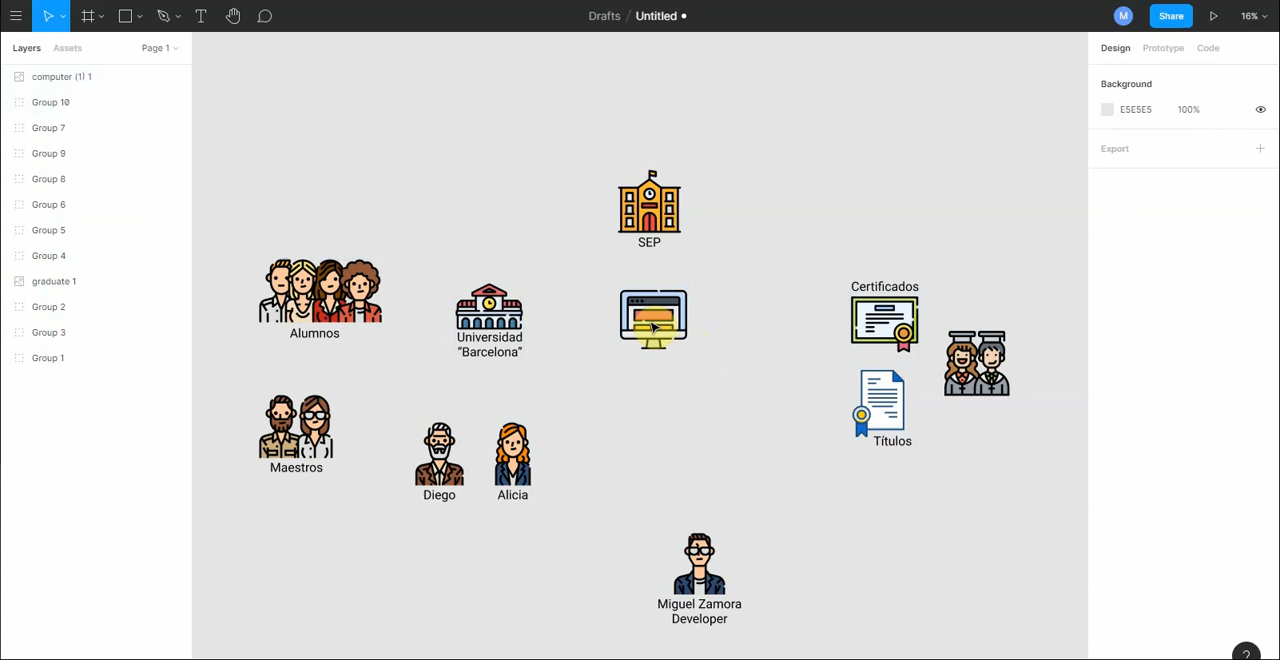 Drafts / Untitled
M
Share
16%
Layers
Assets
Page 1
Design
Prototype
Code
computer (1) 1
Group 10
Group 7
Group 9
Group 8
Group 6
Group 5
Group 4
graduate 1
Group 2
Group 3
Group 1
Background
E5E5E5
100%
Export
SEP
Alumnos
Universidad
“Barcelona”
Certificados
Títulos
Maestros
Diego
Alicia
Miguel Zamora
Developer
?